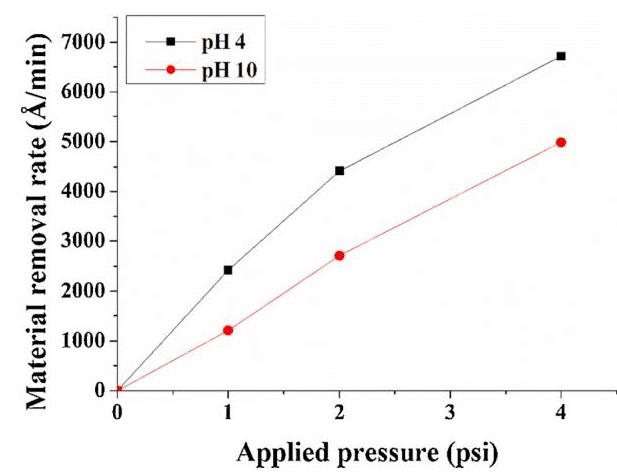 pH 4
pH 10
Material removal rate (Å/min)
7000
6000
5000
4000
3000
2000
1000
0
0 1 2 3 4
Applied pressure (psi)